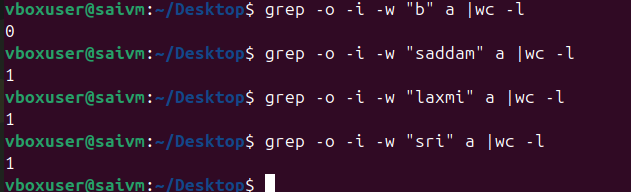 vboxuser@saivm:~/Desktop$ grep -o -i -w "b" a |wc -l
0
vboxuser@saivm:~/Desktop$ grep -o -i -w "saddam" a |wc -l
1
vboxuser@saivm:~/Desktop$ grep -o -i -w "laxmi" a |wc -l
1
vboxuser@saivm:~/Desktop$ grep -o -i -w "sri" a |wc -l
1
vboxuser@saivm:~/Desktop$